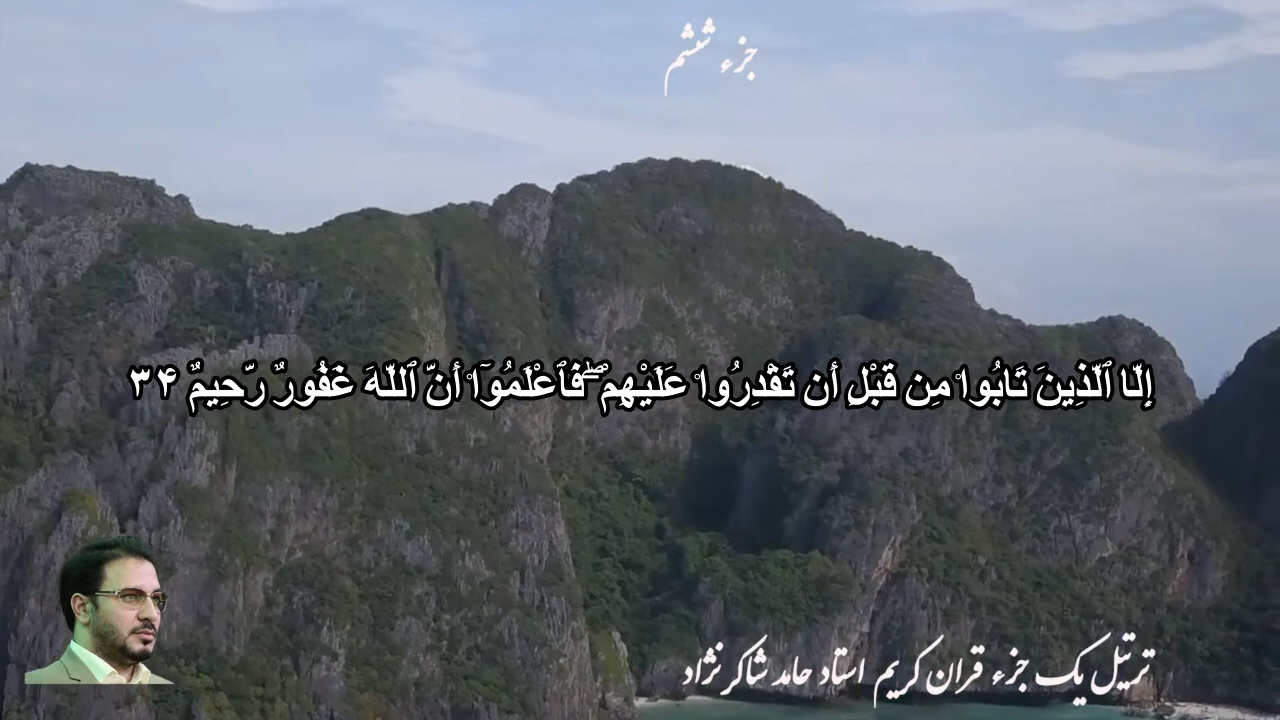 جزء ششم
إِلَّا ٱلَّذِينَ تَابُوا۟ مِن قَبْلِ أَن تَقْدِرُوا۟ عَلَيْهِمْ ۖ فَٱعْلَمُوٓا۟ أَنَّ ٱللَّهَ غَفُورٌ رَّحِيمٌ ۳۴
ترتیل یک جزء قران کریم استاد حامد شاکرنژاد